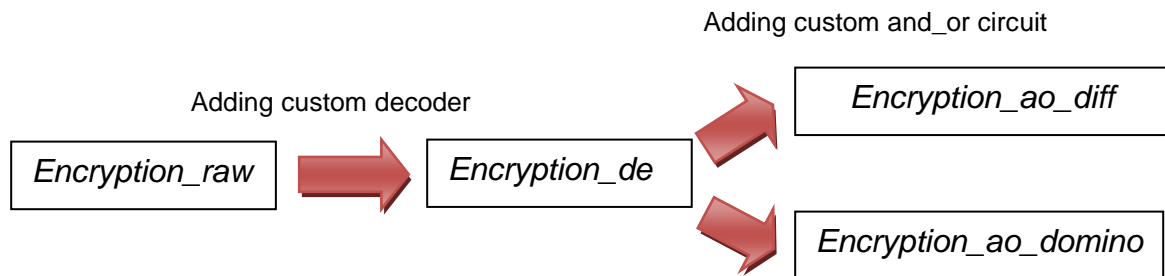 Adding custom and_or circuit
Adding custom decoder
Encryption_ao_diff
Encryption_raw
Encryption_de
Encryption_ao_domino